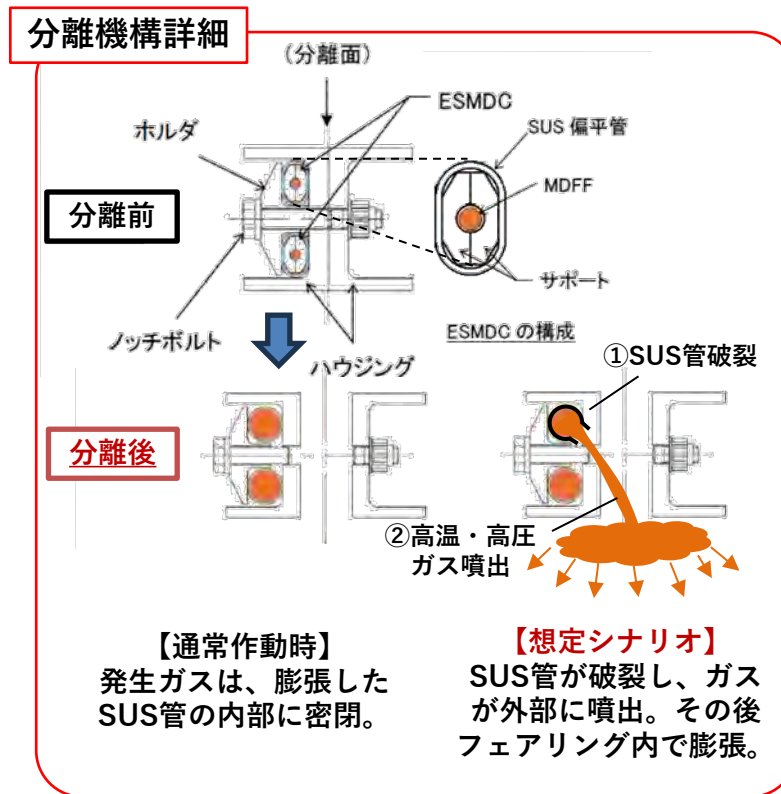 分離機構詳細
(分離面)
ESMDC
ホルダ
SUS 偏平管
MDFF
分離前
サポート
ノッチボルト
ハウジング
ESMDC の構成
①SUS管破裂
分離後
②高温・高圧
ガス噴出
【通常作動時】
発生ガスは、膨張した
SUS管の内部に密閉。
【想定シナリオ】
SUS管が破裂し、ガス
が外部に噴出。その後
フェアリング内で膨張。